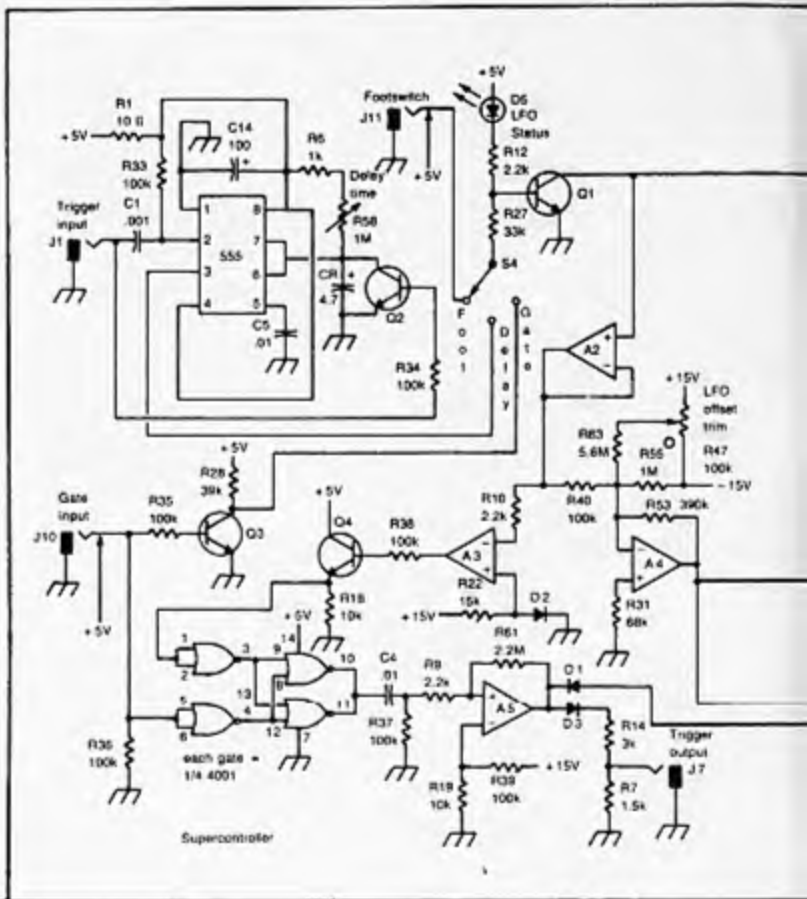 +5V
Footswitch
D5
LFO
Status
R1
C14
100
R5
1k
J11
R12
2.2k
+5V
R33
100k
Delay
time
+5V
Q1
C1
.001
R27
33k
Trigger
input
1
8
R58
1M
J1
2
7
S4
555
3
6
CR
4.7
4
5
Q2
C5
.01
Foot
Delay
Gate
A2
+
-
R34
100k
+15V
LFO
offset
trim
+5V
R63
5.6M
R55
1M
R47
100k
R28
39k
Gate
input
R35
100k
+5V
R10
2.2k
R40
100k
-15V
R53
390k
J10
Q3
Q4
R38
100k
A3
-
+
A4
-
+
+5V
R22
15k
D2
R18
10k
+15V
R31
68k
+5V
R61
2.2M
1
2
3
9
14
8
10
C4
.01
R9
2.2k
D1
5
6
4
13
12
11
7
A5
+
-
D3
R14
3k
R36
100k
R37
100k
Trigger
output
each gate =
1/4 4001
R39
100k
+15V
J7
R19
10k
R7
1.5k
Supercontroller